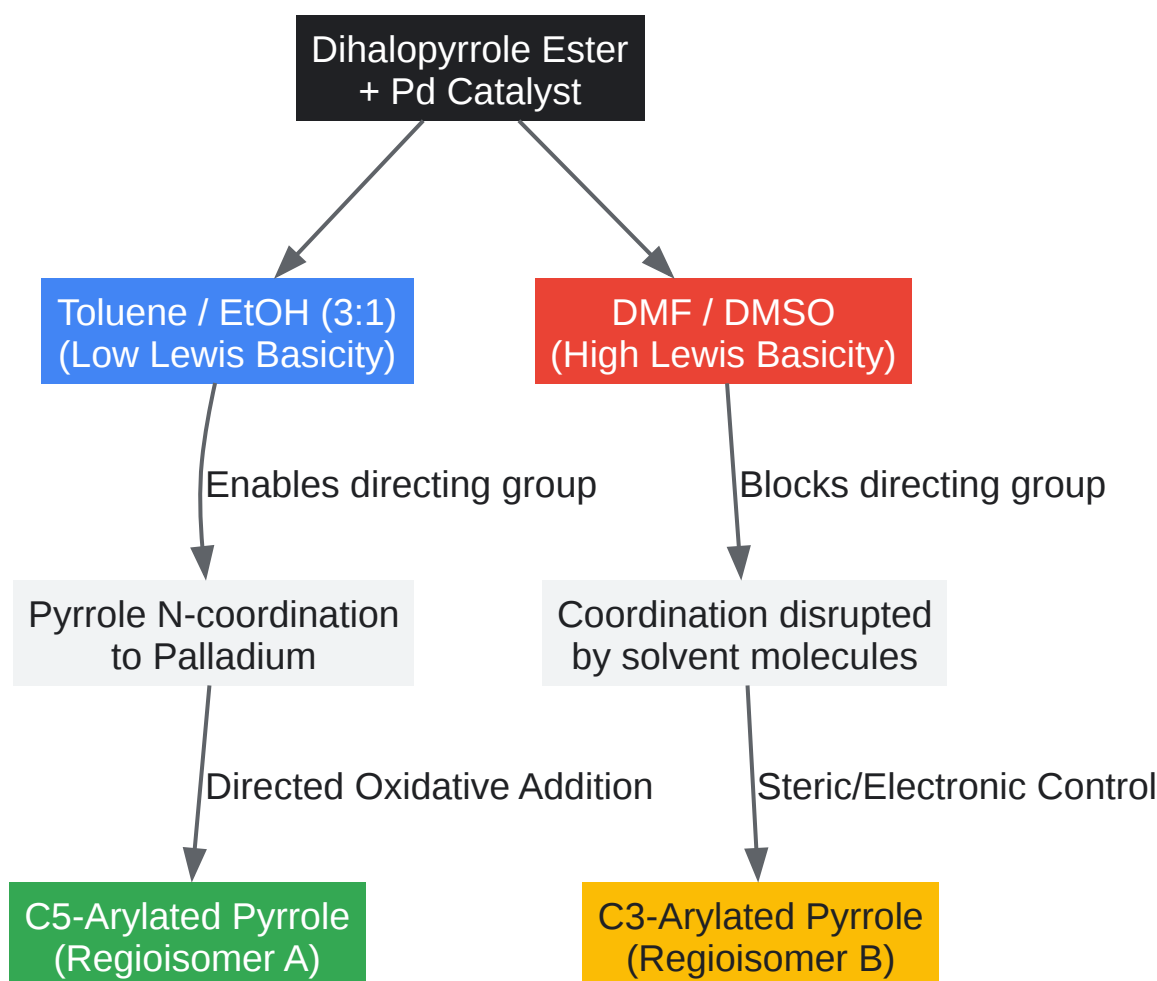 Dihalopyrrole Ester
+ Pd Catalyst
Toluene / EtOH (3:1)
(Low Lewis Basicity)
DMF / DMSO
(High Lewis Basicity)
Enables directing group
Blocks directing group
Pyrrole N-coordination
to Palladium
Coordination disrupted
by solvent molecules
Directed Oxidative Addition
Steric/Electronic Control
C5-Arylated Pyrrole
(Regioisomer A)
C3-Arylated Pyrrole
(Regioisomer B)